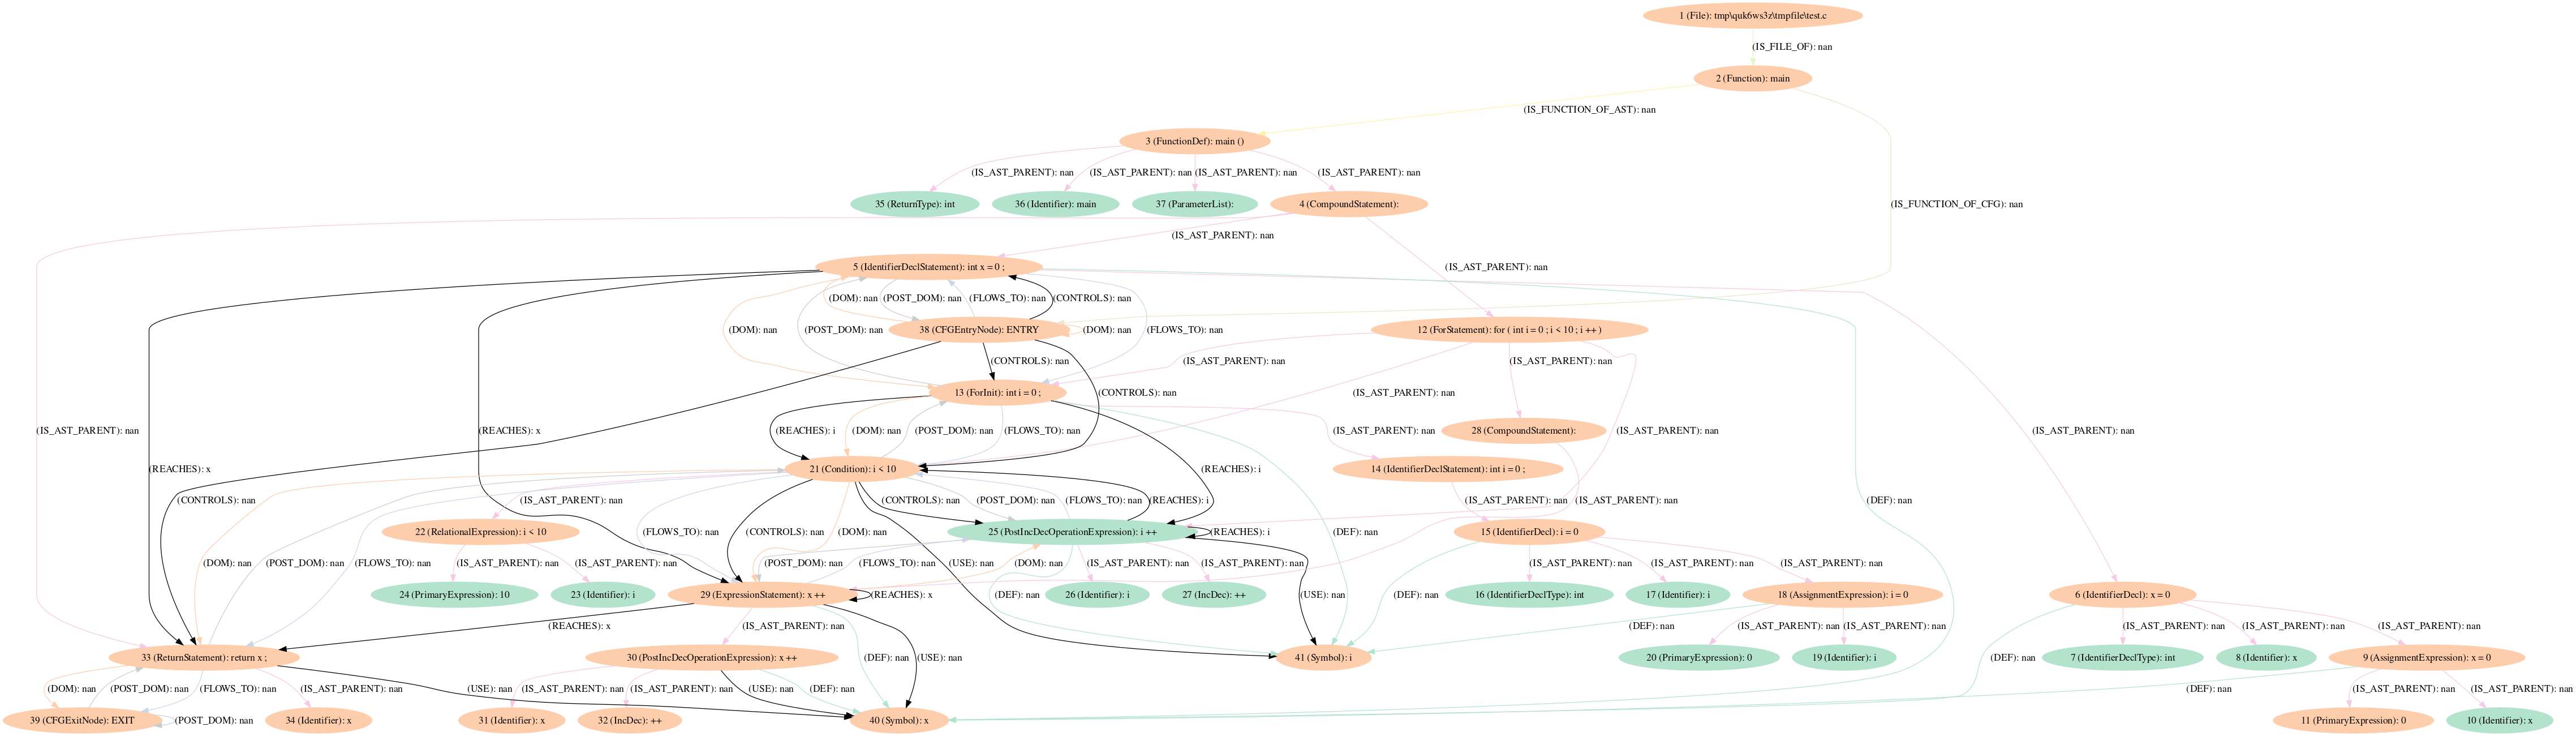 1 (File): tmp\quk6ws3z\tmpfile\test.c
(IS_FILE_OF): nan
2 (Function): main
(IS_FUNCTION_OF_AST): nan
3 (FunctionDef): main ()
(IS_AST_PARENT): nan (IS_AST_PARENT): nan (IS_AST_PARENT): nan (IS_AST_PARENT): nan
35 (ReturnType): int 36 (Identifier): main 37 (ParameterList): 4 (CompoundStatement): (IS_FUNCTION_OF_CFG): nan
(IS_AST_PARENT): nan
5 (IdentifierDeclStatement): int x = 0 ; (IS_AST_PARENT): nan
(DOM): nan (POST_DOM): nan (FLOWS_TO): nan (CONTROLS): nan
(DOM): nan (POST_DOM): nan 38 (CFGEntryNode): ENTRY (DOM): nan (FLOWS_TO): nan 12 (ForStatement): for ( int i = 0 ; i < 10 ; i ++ )
(CONTROLS): nan (IS_AST_PARENT): nan (IS_AST_PARENT): nan
13 (ForInit): int i = 0 ; (CONTROLS): nan (IS_AST_PARENT): nan
(IS_AST_PARENT): nan (REACHES): x (REACHES): i (DOM): nan (POST_DOM): nan (FLOWS_TO): nan (IS_AST_PARENT): nan 28 (CompoundStatement): (IS_AST_PARENT): nan (IS_AST_PARENT): nan
(REACHES): x 21 (Condition): i < 10 (REACHES): i 14 (IdentifierDeclStatement): int i = 0 ;
(CONTROLS): nan (IS_AST_PARENT): nan (CONTROLS): nan (POST_DOM): nan (FLOWS_TO): nan (REACHES): i (IS_AST_PARENT): nan (IS_AST_PARENT): nan (DEF): nan
22 (RelationalExpression): i < 10 (FLOWS_TO): nan (CONTROLS): nan (DOM): nan 25 (PostIncDecOperationExpression): i ++ (REACHES): i (DEF): nan 15 (IdentifierDecl): i = 0
(DOM): nan (POST_DOM): nan (FLOWS_TO): nan (IS_AST_PARENT): nan (IS_AST_PARENT): nan (POST_DOM): nan (FLOWS_TO): nan (USE): nan (DOM): nan (IS_AST_PARENT): nan (IS_AST_PARENT): nan (IS_AST_PARENT): nan (IS_AST_PARENT): nan (IS_AST_PARENT): nan
24 (PrimaryExpression): 10 23 (Identifier): i 29 (ExpressionStatement): x ++ (REACHES): x (DEF): nan 26 (Identifier): i 27 (IncDec): ++ (USE): nan (DEF): nan 16 (IdentifierDeclType): int 17 (Identifier): i 18 (AssignmentExpression): i = 0 6 (IdentifierDecl): x = 0
(REACHES): x (IS_AST_PARENT): nan (DEF): nan (IS_AST_PARENT): nan (IS_AST_PARENT): nan (IS_AST_PARENT): nan (IS_AST_PARENT): nan (IS_AST_PARENT): nan
33 (ReturnStatement): return x ; 30 (PostIncDecOperationExpression): x ++ (DEF): nan (USE): nan 41 (Symbol): i 20 (PrimaryExpression): 0 19 (Identifier): i (DEF): nan 7 (IdentifierDeclType): int 8 (Identifier): x 9 (AssignmentExpression): x = 0
(DOM): nan (POST_DOM): nan (FLOWS_TO): nan (IS_AST_PARENT): nan (USE): nan (IS_AST_PARENT): nan (IS_AST_PARENT): nan (USE): nan (DEF): nan (DEF): nan (IS_AST_PARENT): nan (IS_AST_PARENT): nan
39 (CFGExitNode): EXIT (POST_DOM): nan 34 (Identifier): x 31 (Identifier): x 32 (IncDec): ++ 40 (Symbol): x 11 (PrimaryExpression): 0 10 (Identifier): x